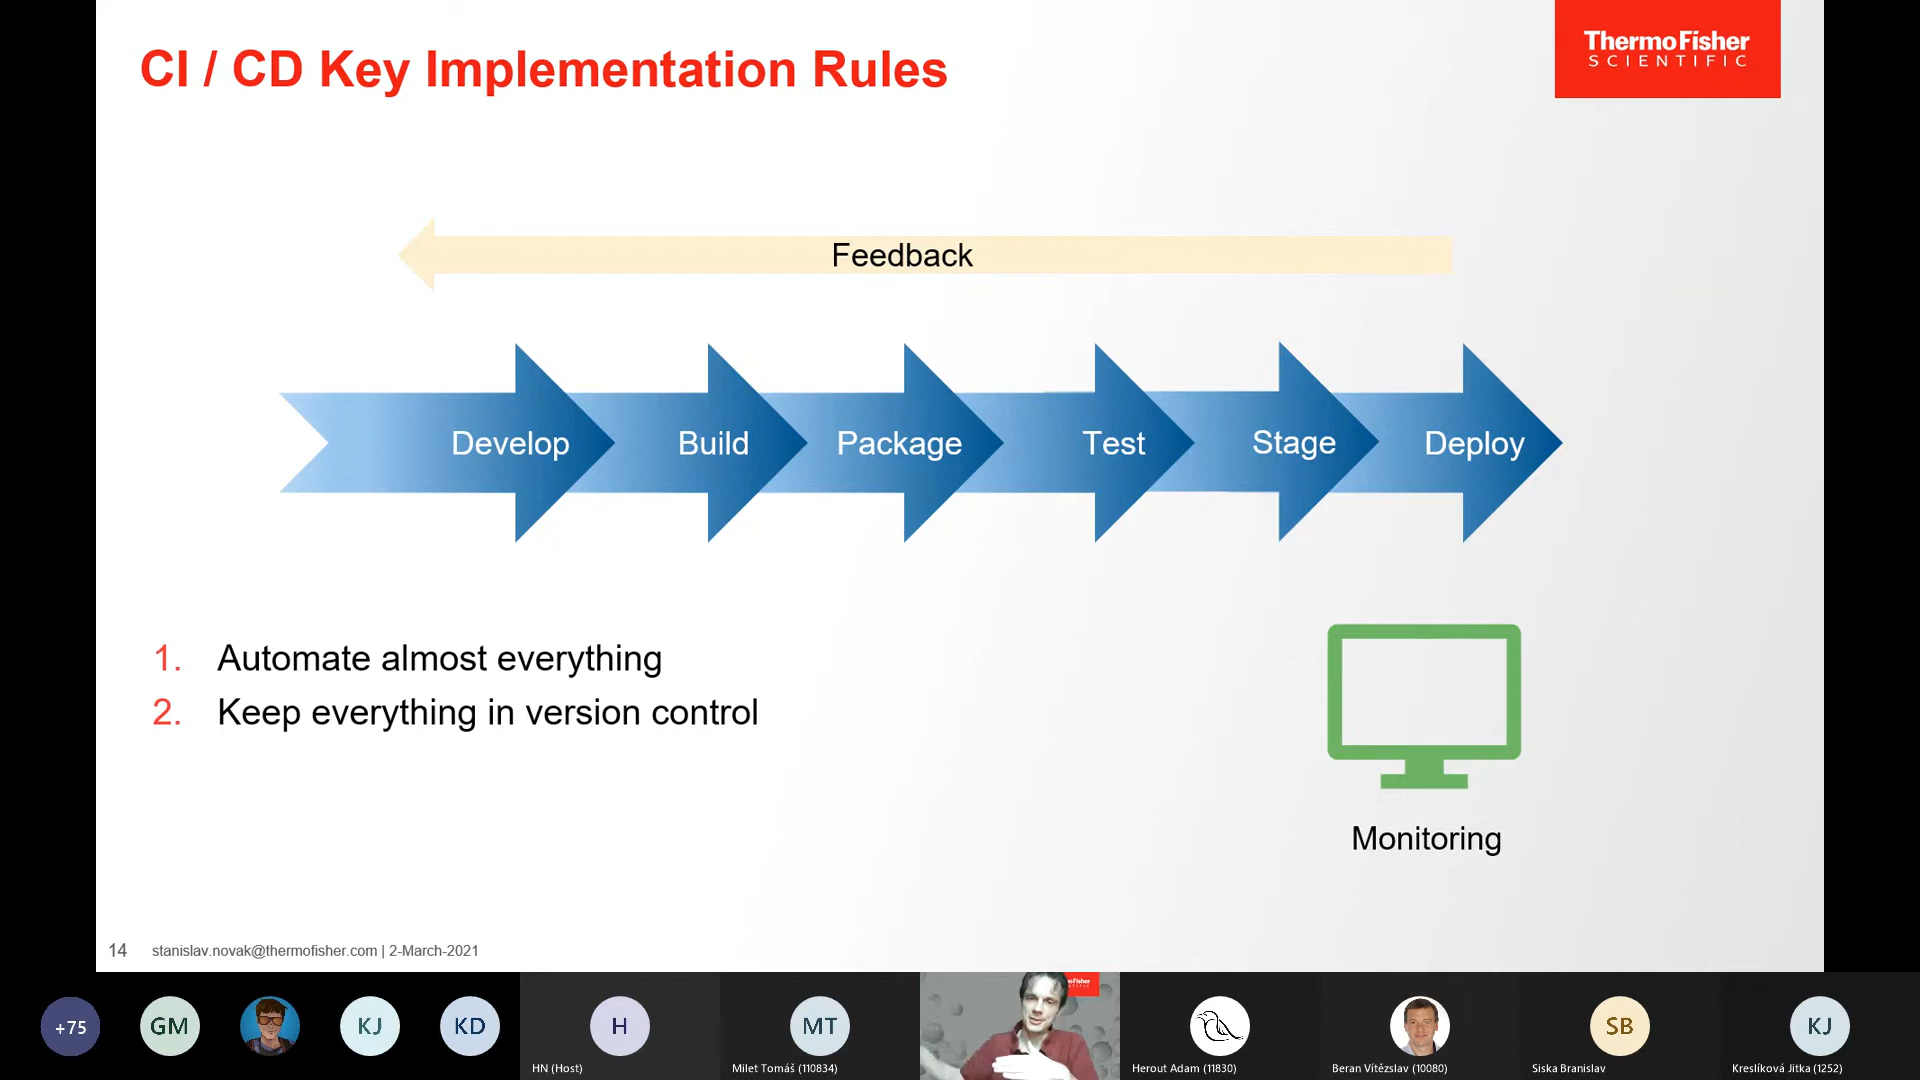 CI / CD Key Implementation Rules
ThermoFisher
SCIENTIFIC
Feedback
Develop
Build
Package
Test
Stage
Deploy
1. Automate almost everything
2. Keep everything in version control
Monitoring
14 stanislav.novak@thermofisher.com | 2-March-2021
+75
GM
KJ
KD
H
HN (Host)
MT
Milet Tomáš (110834)
Herout Adam (11830)
Beran Vítězslav (10080)
SB
Siska Branislav
KJ
Kreslíková Jitka (1252)